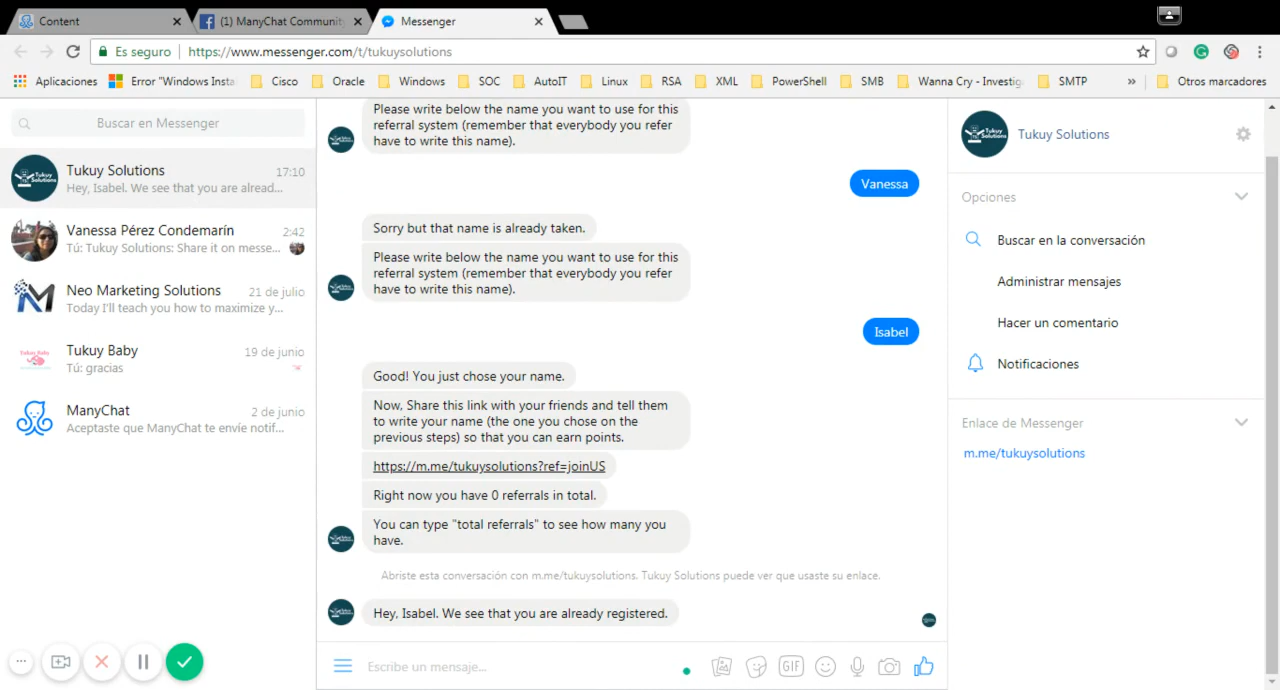 Content
(1) ManyChat Community
Messenger
Es seguro
https://www.messenger.com/t/tukuysolutions
Aplicaciones
Error "Windows Insta
Cisco
Oracle
Windows
SOC
AutoIT
Linux
RSA
XML
PowerShell
SMB
Wanna Cry - Investig
SMTP
»
Otros marcadores
Buscar en Messenger
Tukuy Solutions
17:10
Hey, Isabel. We see that you are alread...
Vanessa Pérez Condemarín
2:42
Tú: Tukuy Solutions: Share it on messe...
Neo Marketing Solutions
21 de julio
Today I'll teach you how to maximize y...
Tukuy Baby
19 de junio
Tú: gracias
ManyChat
2 de junio
Aceptaste que ManyChat te envíe notif...
Please write below the name you want to use for this
referral system (remember that everybody you refer
have to write this name).
Vanessa
Sorry but that name is already taken.
Please write below the name you want to use for this
referral system (remember that everybody you refer
have to write this name).
Isabel
Good! You just chose your name.
Now, Share this link with your friends and tell them
to write your name (the one you chose on the
previous steps) so that you can earn points.
https://m.me/tukuysolutions?ref=joinUS
Right now you have 0 referrals in total.
You can type "total referrals" to see how many you
have.
Abriste esta conversación con m.me/tukuysolutions. Tukuy Solutions puede ver que usaste su enlace.
Hey, Isabel. We see that you are already registered.
Escribe un mensaje...
GIF
Tukuy Solutions
Opciones
Buscar en la conversación
Administrar mensajes
Hacer un comentario
Notificaciones
Enlace de Messenger
m.me/tukuysolutions